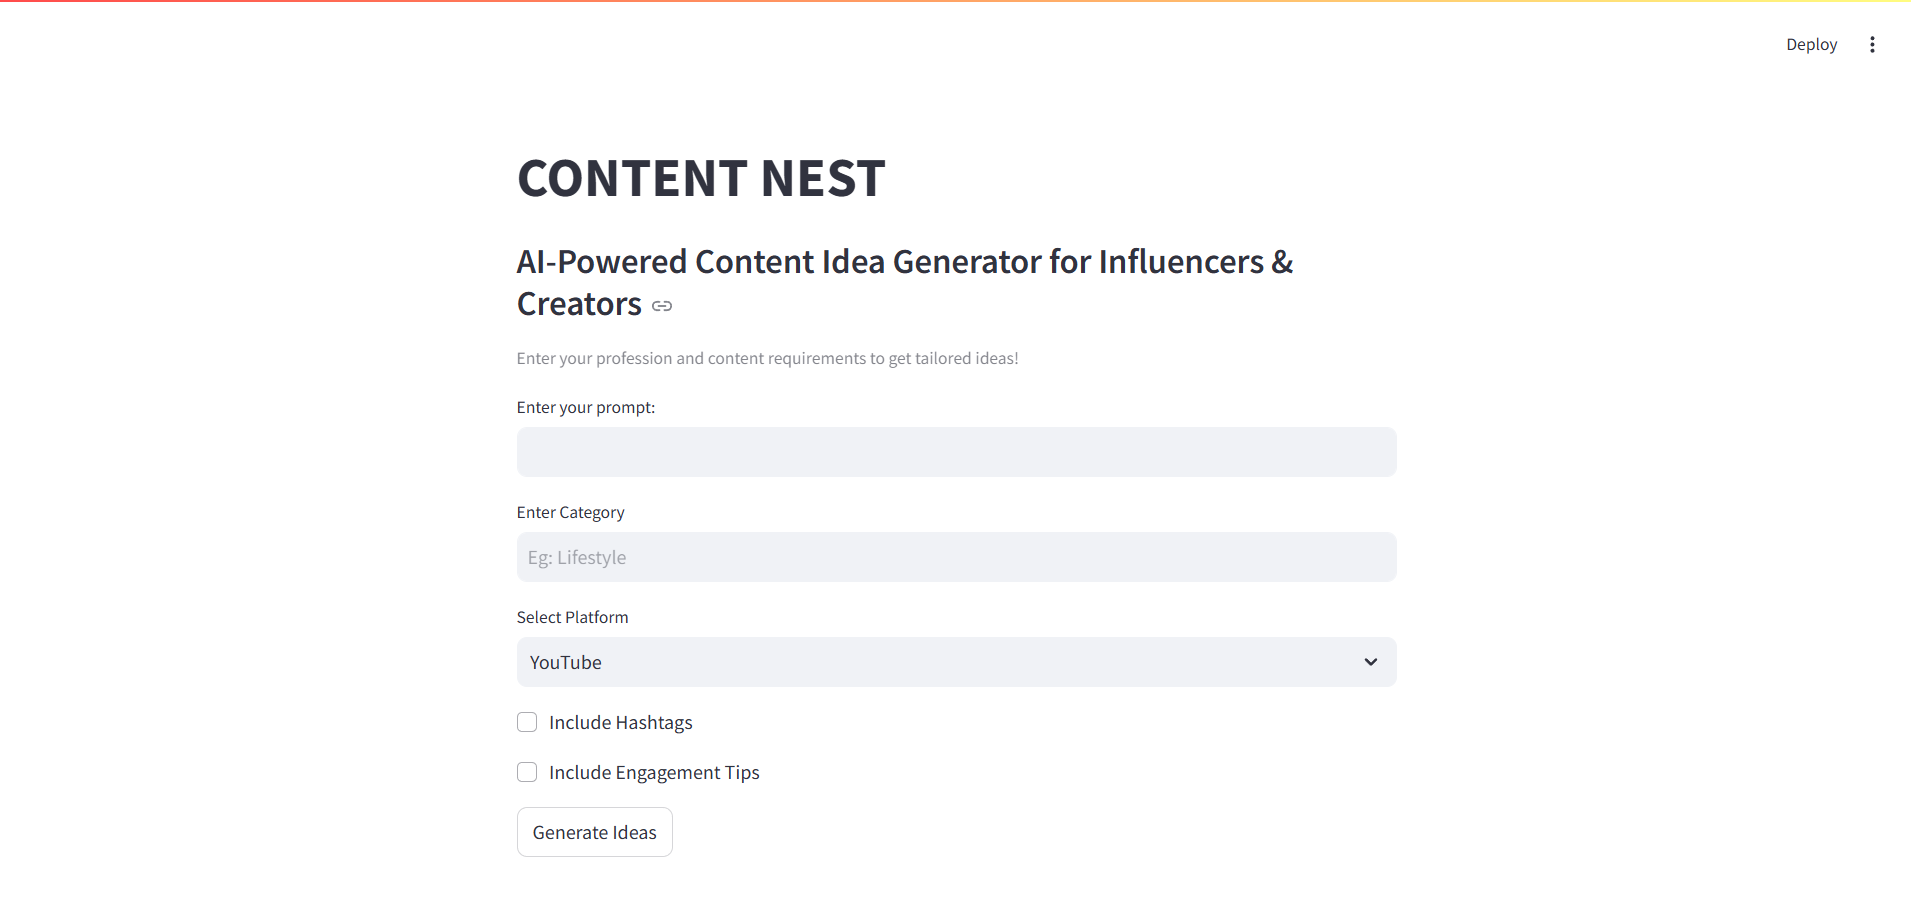 Deploy
CONTENT NEST
AI-Powered Content Idea Generator for Influencers &
Creators
Enter your profession and content requirements to get tailored ideas!
Enter your prompt:
Enter Category
Eg: Lifestyle
Select Platform
YouTube
Include Hashtags
Include Engagement Tips
Generate Ideas